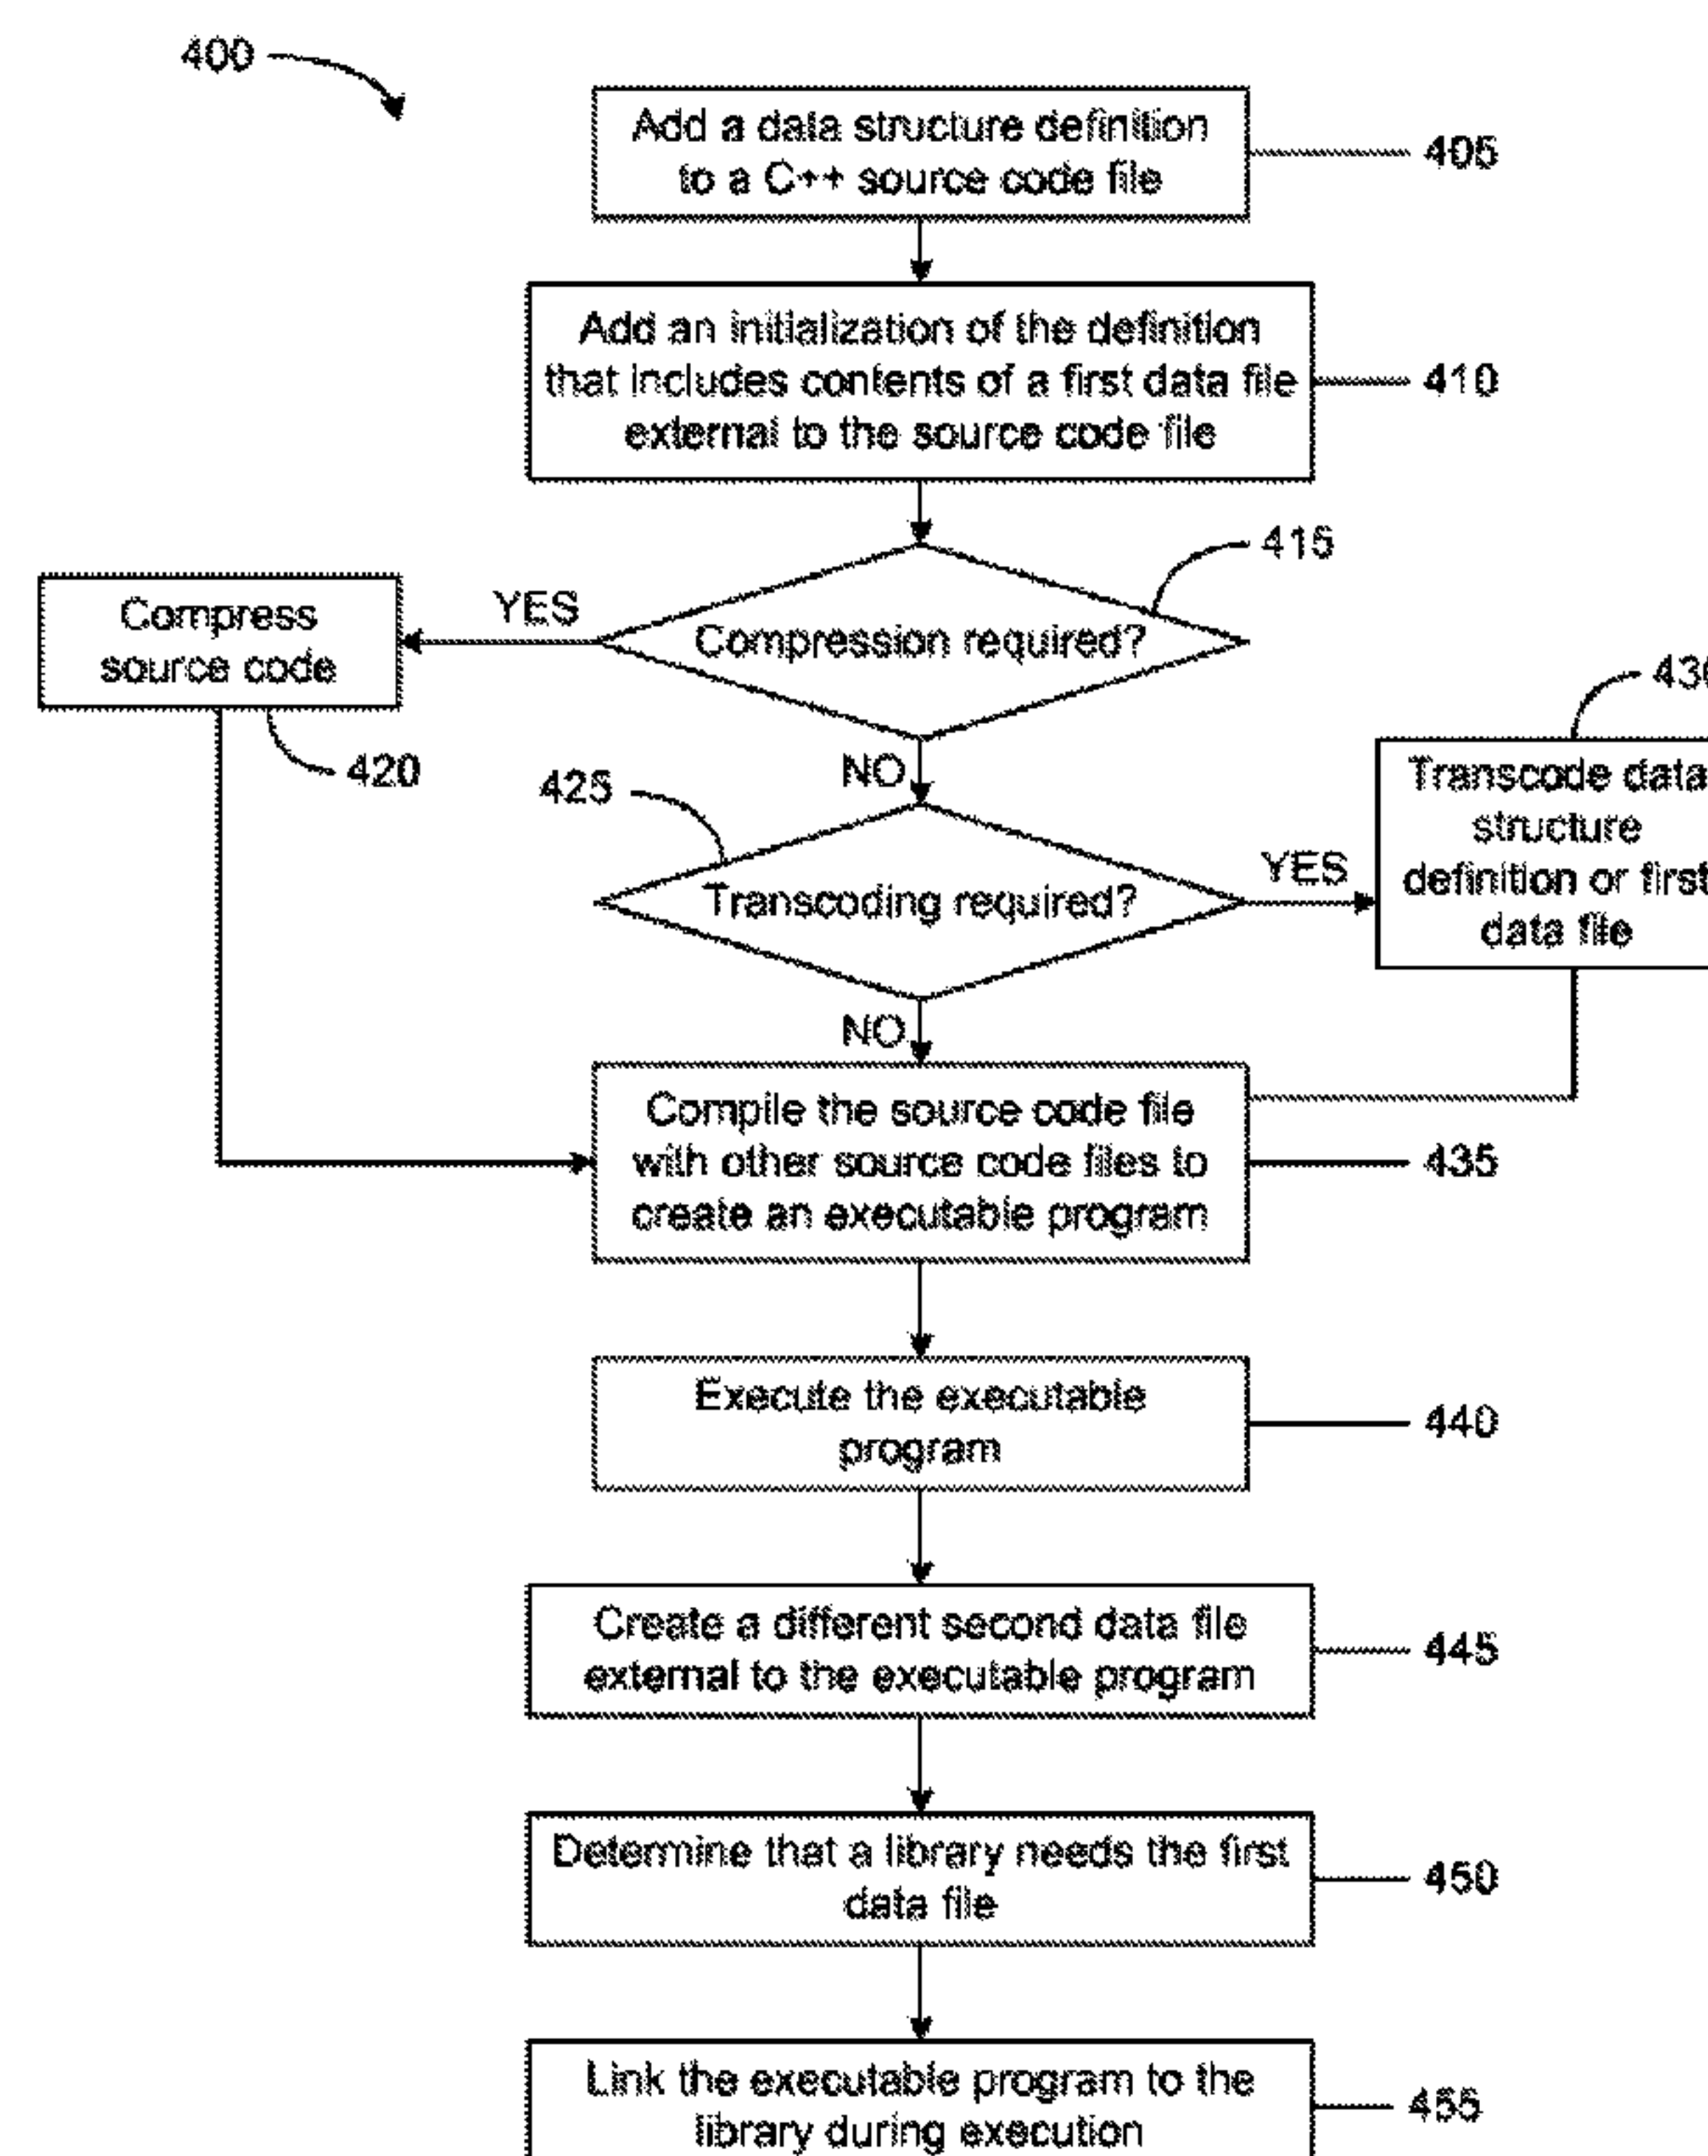 400
Add a data structure definition
to a C++ source code file
405
Add an initialization of the definition
that includes contents of a first data file
external to the source code file
410
415
Compression required?
YES
Compress
source code
420
NO
425
Transcoding required?
YES
Transcode data
structure
definition or first
data file
NO
Compile the source code file
with other source code files to
create an executable program
435
Execute the executable
program
440
Create a different second data file
external to the executable program
445
Determine that a library needs the first
data file
450
Link the executable program to the
library during execution
455